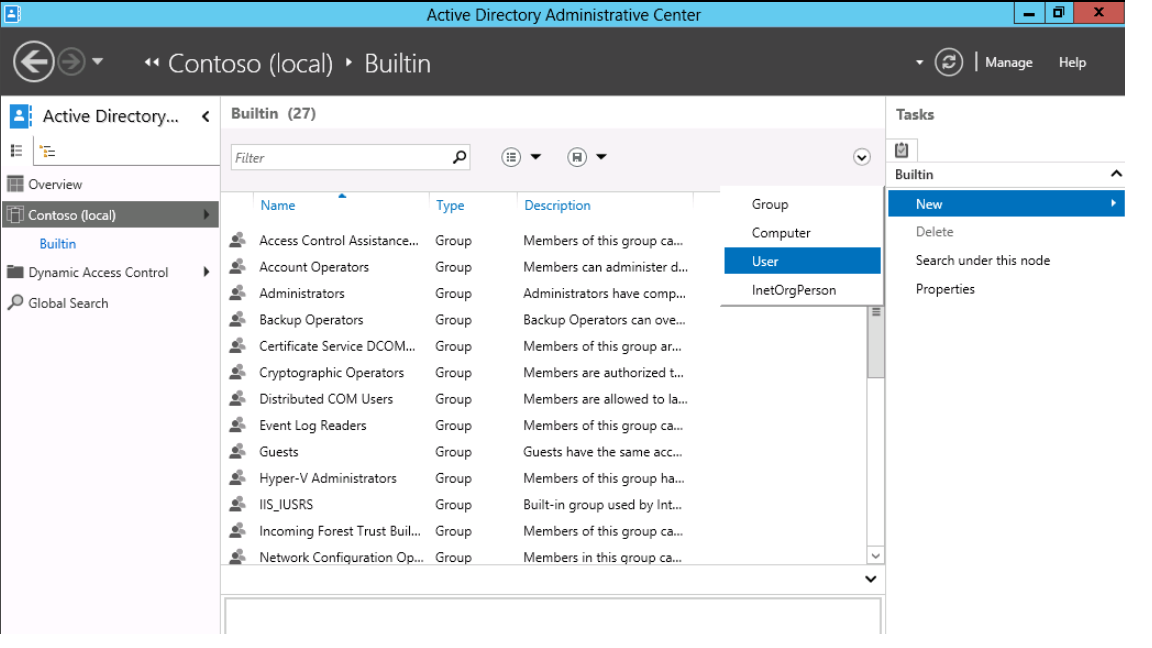 Active Directory Administrative Center
Contoso (local) Builtin
Manage Help
Active Directory...
Overview
Contoso (local)
Builtin
Dynamic Access Control
Global Search
Builtin (27)
Filter
Name Type Description
Access Control Assistance... Group Members of this group ca...
Account Operators Group Members can administer d...
Administrators Group Administrators have comp...
Backup Operators Group Backup Operators can ove...
Certificate Service DCOM... Group Members of this group ar...
Cryptographic Operators Group Members are authorized t...
Distributed COM Users Group Members are allowed to la...
Event Log Readers Group Members of this group ca...
Guests Group Guests have the same acc...
Hyper-V Administrators Group Members of this group ha...
IIS_IUSRS Group Built-in group used by Int...
Incoming Forest Trust Buil... Group Members of this group ca...
Network Configuration Op... Group Members in this group ca...
Group
Computer
User
InetOrgPerson
Tasks
Builtin
New
Delete
Search under this node
Properties